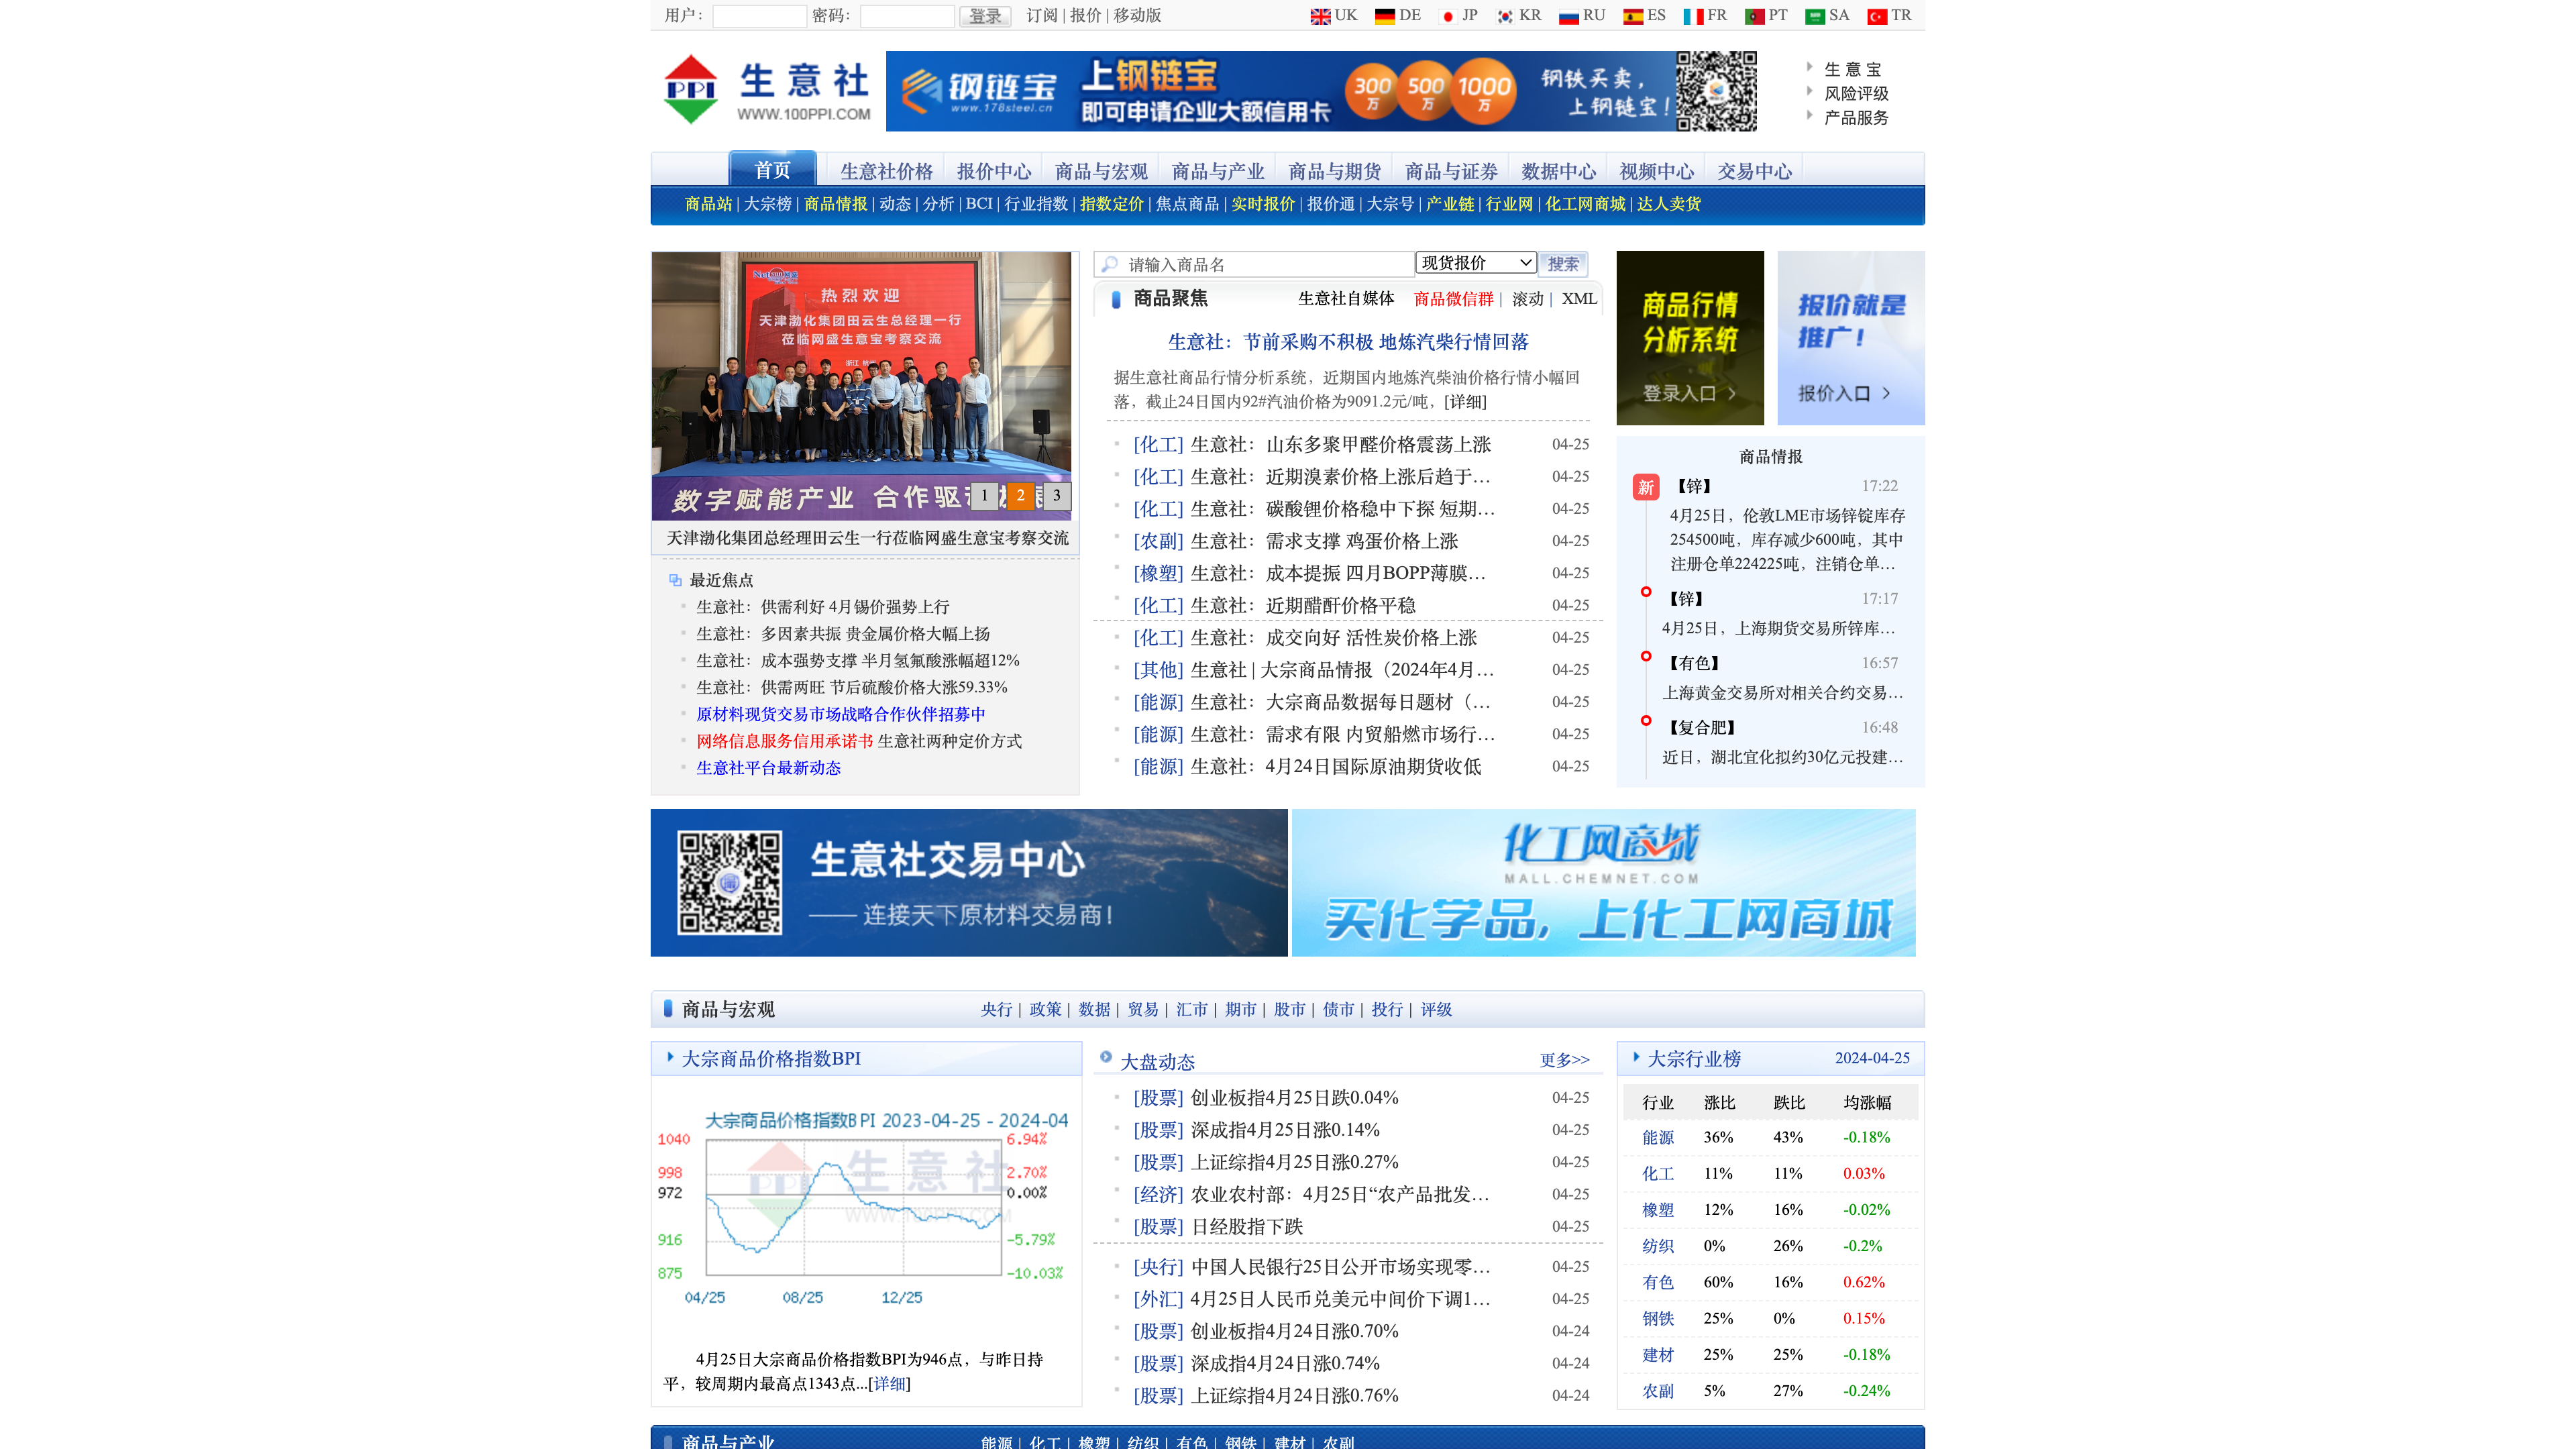 用户： 密码： 登录 订阅 | 报价 | 移动版 UK DE JP KR RU ES FR PT SA TR
PPI 生意社
WWW.100PPI.COM
钢链宝
www.178steel.cn
上钢链宝
即可申请企业大额信用卡
300万 500万 1000万
钢铁买卖，
上钢链宝！
生 意 宝
风险评级
产品服务
首页 生意社价格 报价中心 商品与宏观 商品与产业 商品与期货 商品与证券 数据中心 视频中心 交易中心
商品站 | 大宗榜 | 商品情报 | 动态 | 分析 | BCI | 行业指数 | 指数定价 | 焦点商品 | 实时报价 | 报价通 | 大宗号 | 产业链 | 行业网 | 化工网商城 | 达人卖货
热烈欢迎
天津渤化集团田云生总经理一行
莅临网盛生意宝考察交流
数字赋能产业 合作驱
1 2 3
天津渤化集团总经理田云生一行莅临网盛生意宝考察交流
最近焦点
生意社：供需利好 4月锡价强势上行
生意社：多因素共振 贵金属价格大幅上扬
生意社：成本强势支撑 半月氢氟酸涨幅超12%
生意社：供需两旺 节后硫酸价格大涨59.33%
原材料现货交易市场战略合作伙伴招募中
网络信息服务信用承诺书 生意社两种定价方式
生意社平台最新动态
请输入商品名 现货报价 搜索
商品聚焦 生意社自媒体 商品微信群 | 滚动 | XML
生意社：节前采购不积极 地炼汽柴行情回落
据生意社商品行情分析系统，近期国内地炼汽柴油价格行情小幅回
落，截止24日国内92#汽油价格为9091.2元/吨，[详细]
[化工] 生意社：山东多聚甲醛价格震荡上涨 04-25
[化工] 生意社：近期溴素价格上涨后趋于… 04-25
[化工] 生意社：碳酸锂价格稳中下探 短期… 04-25
[农副] 生意社：需求支撑 鸡蛋价格上涨 04-25
[橡塑] 生意社：成本提振 四月BOPP薄膜… 04-25
[化工] 生意社：近期醋酐价格平稳 04-25
[化工] 生意社：成交向好 活性炭价格上涨 04-25
[其他] 生意社 | 大宗商品情报（2024年4月… 04-25
[能源] 生意社：大宗商品数据每日题材（… 04-25
[能源] 生意社：需求有限 内贸船燃市场行… 04-25
[能源] 生意社：4月24日国际原油期货收低 04-25
商品行情
分析系统
登录入口 >
报价就是
推广！
报价入口 >
商品情报
新 【锌】 17:22
4月25日，伦敦LME市场锌锭库存
254500吨，库存减少600吨，其中
注册仓单224225吨，注销仓单…
【锌】 17:17
4月25日，上海期货交易所锌库…
【有色】 16:57
上海黄金交易所对相关合约交易…
【复合肥】 16:48
近日，湖北宜化拟约30亿元投建…
生意社交易中心
—— 连接天下原材料交易商！
化工网商城
MALL.CHEMNET.COM
买化学品，上化工网商城
商品与宏观 央行 | 政策 | 数据 | 贸易 | 汇市 | 期市 | 股市 | 债市 | 投行 | 评级
大宗商品价格指数BPI
大宗商品价格指数BPI 2023-04-25 - 2024-04
1040 6.94%
998 2.70%
972 0.00%
916 -5.79%
875 -10.03%
04/25 08/25 12/25
PPI 生意社
WWW.100PPI.COM
4月25日大宗商品价格指数BPI为946点，与昨日持
平，较周期内最高点1343点...[详细]
大盘动态 更多>>
[股票] 创业板指4月25日跌0.04% 04-25
[股票] 深成指4月25日涨0.14% 04-25
[股票] 上证综指4月25日涨0.27% 04-25
[经济] 农业农村部：4月25日“农产品批发… 04-25
[股票] 日经股指下跌 04-25
[央行] 中国人民银行25日公开市场实现零… 04-25
[外汇] 4月25日人民币兑美元中间价下调1… 04-25
[股票] 创业板指4月24日涨0.70% 04-24
[股票] 深成指4月24日涨0.74% 04-24
[股票] 上证综指4月24日涨0.76% 04-24
大宗行业榜 2024-04-25
行业 涨比 跌比 均涨幅
能源 36% 43% -0.18%
化工 11% 11% 0.03%
橡塑 12% 16% -0.02%
纺织 0% 26% -0.2%
有色 60% 16% 0.62%
钢铁 25% 0% 0.15%
建材 25% 25% -0.18%
农副 5% 27% -0.24%
商品与产业 能源 | 化工 | 橡塑 | 纺织 | 有色 | 钢铁 | 建材 | 农副